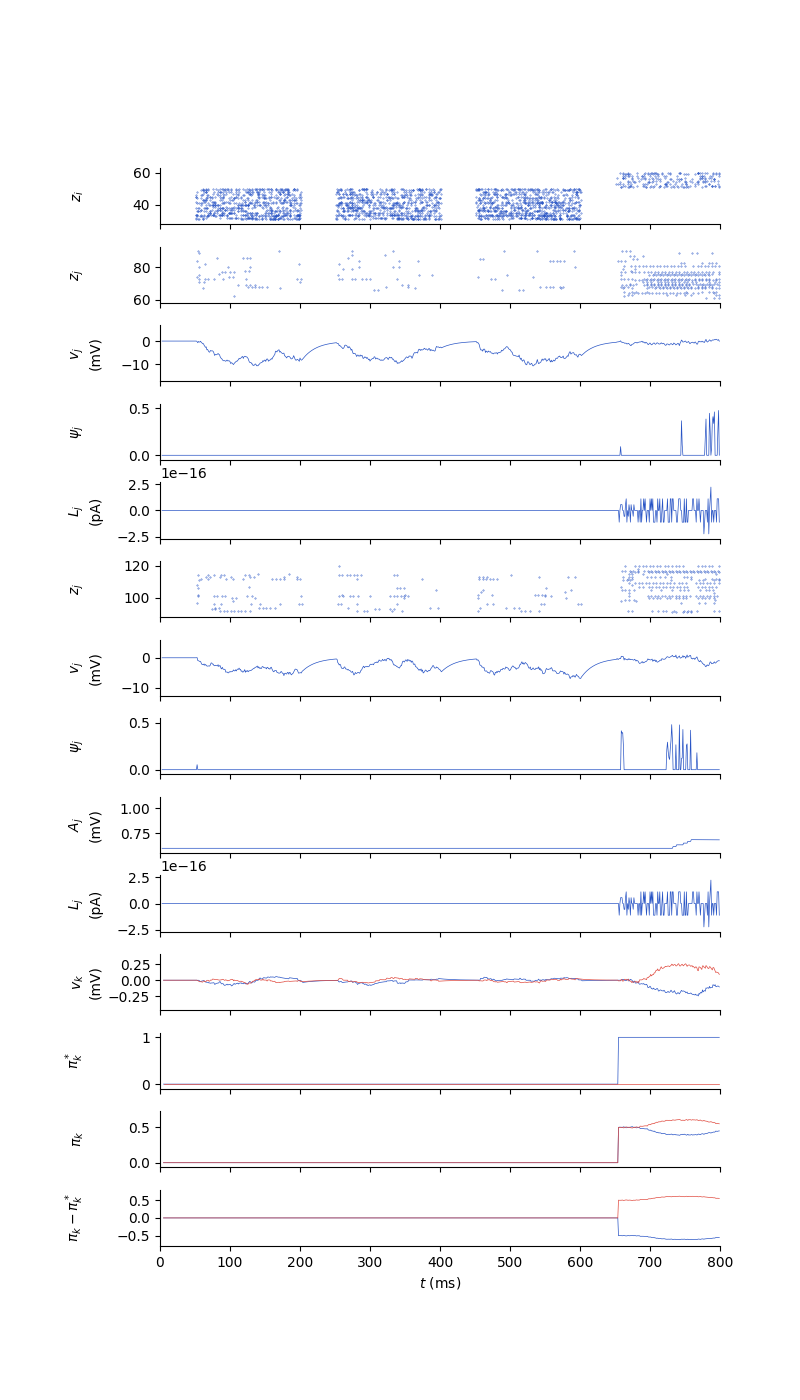 60
40
z_i
80
60
z_j
0
−10
v_j
(mV)
0.5
0.0
ψ_j
1e−16
2.5
0.0
−2.5
L_j
(pA)
120
100
z_j
0
−10
v_j
(mV)
0.5
0.0
ψ_j
1.00
0.75
A_j
(mV)
1e−16
2.5
0.0
−2.5
L_j
(pA)
0.25
0.00
−0.25
v_k
(mV)
1
0
π_k^*
0.5
0.0
π_k
0.5
0.0
−0.5
π_k − π_k^*
0 100 200 300 400 500 600 700 800
t (ms)